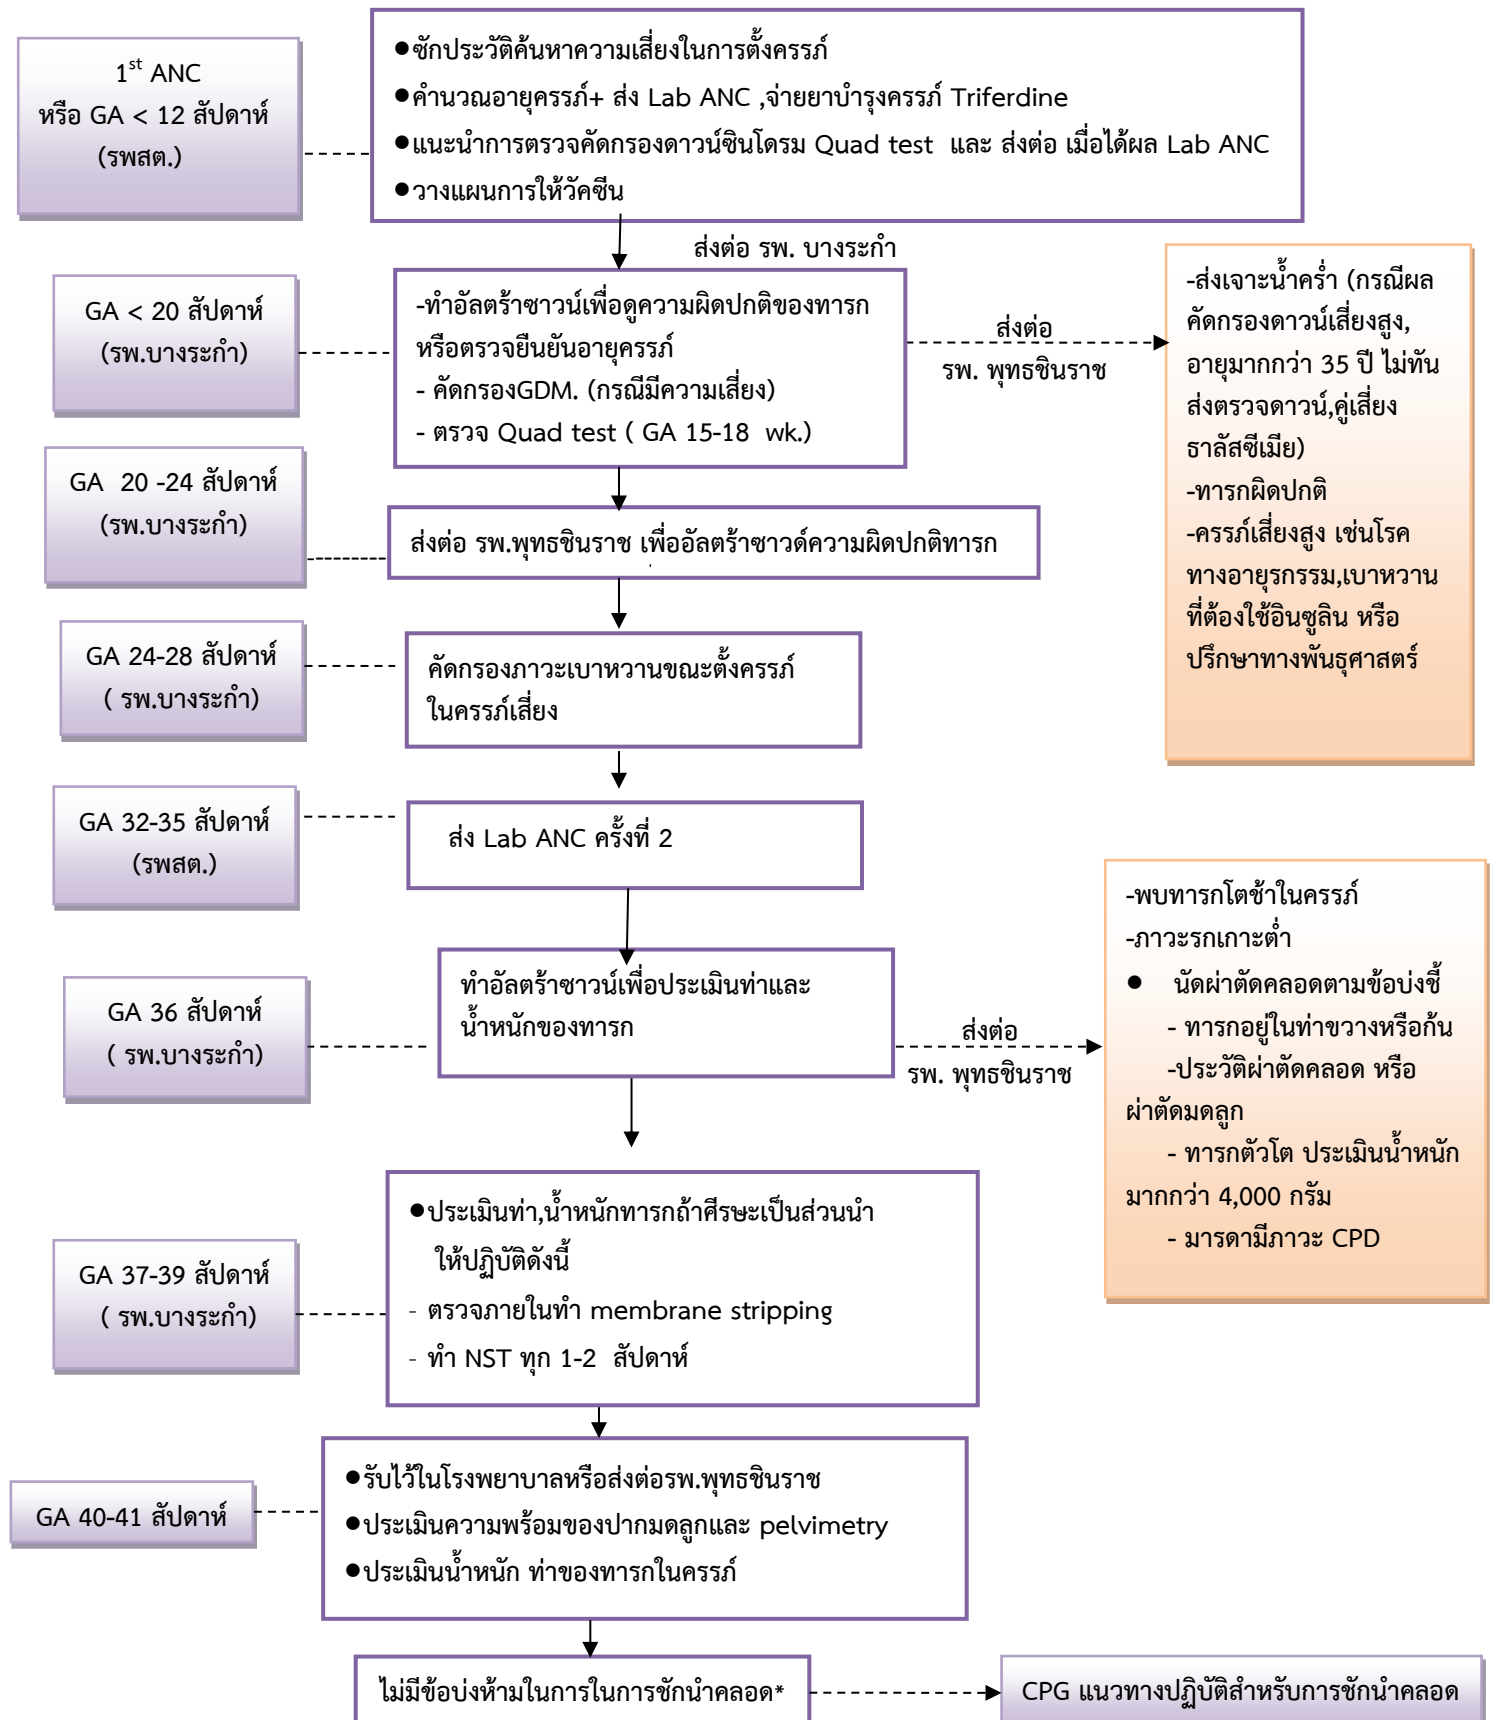 1st ANC
หรือ GA < 12 สัปดาห์
(รพสต.)
●ซักประวัติค้นหาความเสี่ยงในการตั้งครรภ์
●คำนวณอายุครรภ์+ ส่ง Lab ANC ,จ่ายยาบำรุงครรภ์ Triferdine
●แนะนำการตรวจคัดกรองดาวน์ซินโดรม Quad test และ ส่งต่อ เมื่อได้ผล Lab ANC
●วางแผนการให้วัคซีน
ส่งต่อ รพ. บางระกำ
GA < 20 สัปดาห์
(รพ.บางระกำ)
-ทำอัลตร้าซาวน์เพื่อดูความผิดปกติของทารก
หรือตรวจยืนยันอายุครรภ์
- คัดกรองGDM. (กรณีมีความเสี่ยง)
- ตรวจ Quad test ( GA 15-18 wk.)
ส่งต่อ
รพ. พุทธชินราช
-ส่งเจาะน้ำคร่ำ (กรณีผล
คัดกรองดาวน์เสี่ยงสูง,
อายุมากกว่า 35 ปี ไม่ทัน
ส่งตรวจดาวน์,คู่เสี่ยง
ธาลัสซีเมีย)
-ทารกผิดปกติ
-ครรภ์เสี่ยงสูง เช่นโรค
ทางอายุรกรรม,เบาหวาน
ที่ต้องใช้อินซูลิน หรือ
ปรึกษาทางพันธุศาสตร์
GA 20 -24 สัปดาห์
(รพ.บางระกำ)
ส่งต่อ รพ.พุทธชินราช เพื่ออัลตร้าซาวด์ความผิดปกติทารก
GA 24-28 สัปดาห์
( รพ.บางระกำ)
คัดกรองภาวะเบาหวานขณะตั้งครรภ์
ในครรภ์เสี่ยง
GA 32-35 สัปดาห์
(รพสต.)
ส่ง Lab ANC ครั้งที่ 2
GA 36 สัปดาห์
( รพ.บางระกำ)
ทำอัลตร้าซาวน์เพื่อประเมินท่าและ
น้ำหนักของทารก
ส่งต่อ
รพ. พุทธชินราช
-พบทารกโตช้าในครรภ์
-ภาวะรกเกาะต่ำ
● นัดผ่าตัดคลอดตามข้อบ่งชี้
- ทารกอยู่ในท่าขวางหรือก้น
-ประวัติผ่าตัดคลอด หรือ
ผ่าตัดมดลูก
- ทารกตัวโต ประเมินน้ำหนัก
มากกว่า 4,000 กรัม
- มารดามีภาวะ CPD
GA 37-39 สัปดาห์
( รพ.บางระกำ)
●ประเมินท่า,น้ำหนักทารกถ้าศีรษะเป็นส่วนนำ
ให้ปฏิบัติดังนี้
- ตรวจภายในทำ membrane stripping
- ทำ NST ทุก 1-2 สัปดาห์
GA 40-41 สัปดาห์
●รับไว้ในโรงพยาบาลหรือส่งต่อรพ.พุทธชินราช
●ประเมินความพร้อมของปากมดลูกและ pelvimetry
●ประเมินน้ำหนัก ท่าของทารกในครรภ์
ไม่มีข้อบ่งห้ามในการในการชักนำคลอด*
CPG แนวทางปฏิบัติสำหรับการชักนำคลอด